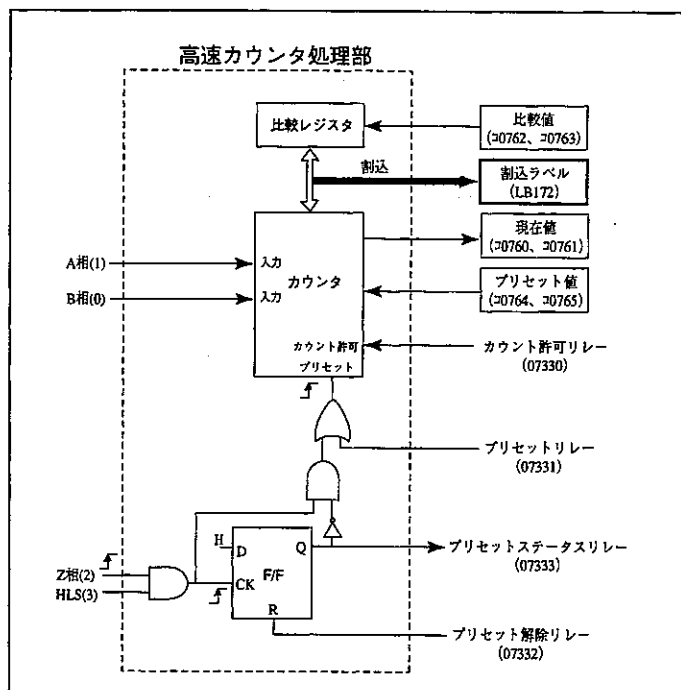 高速カウンタ処理部
比較レジスタ
比較値
(コ0762、コ0763)
割込
割込ラベル
(LB172)
現在値
(コ0760、コ0761)
A相(1)
入力
カウンタ
B相(0)
入力
プリセット値
(コ0764、コ0765)
カウント許可
プリセット
カウント許可リレー
(07330)
プリセットリレー
(07331)
H
D
Q
プリセットステータスリレー
(07333)
Z相(2)
HLS(3)
CK
F/F
R
プリセット解除リレー
(07332)